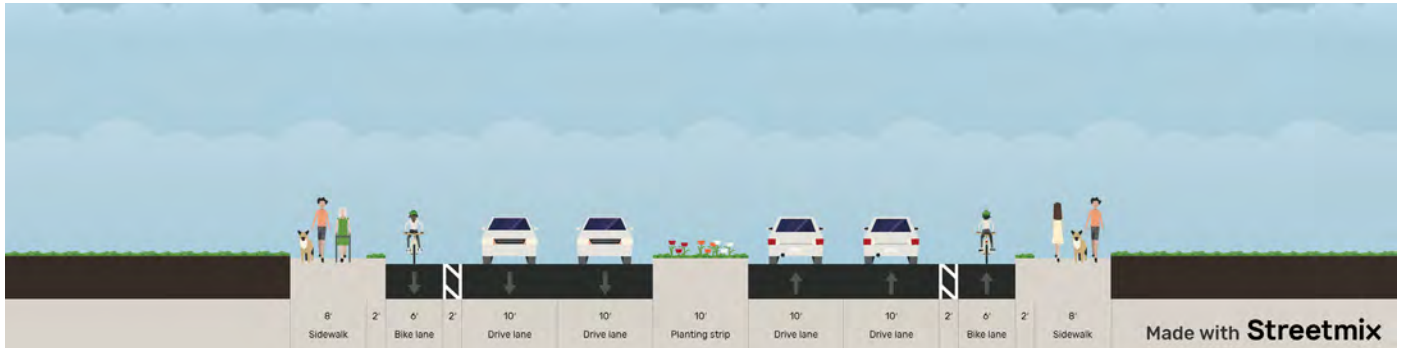 8' 2' 6' 2' 10' 10' 10' 10' 10' 2' 6' 2' 8'
Sidewalk Bike lane Drive lane Drive lane Planting strip Drive lane Drive lane Bike lane Sidewalk
Made with Streetmix